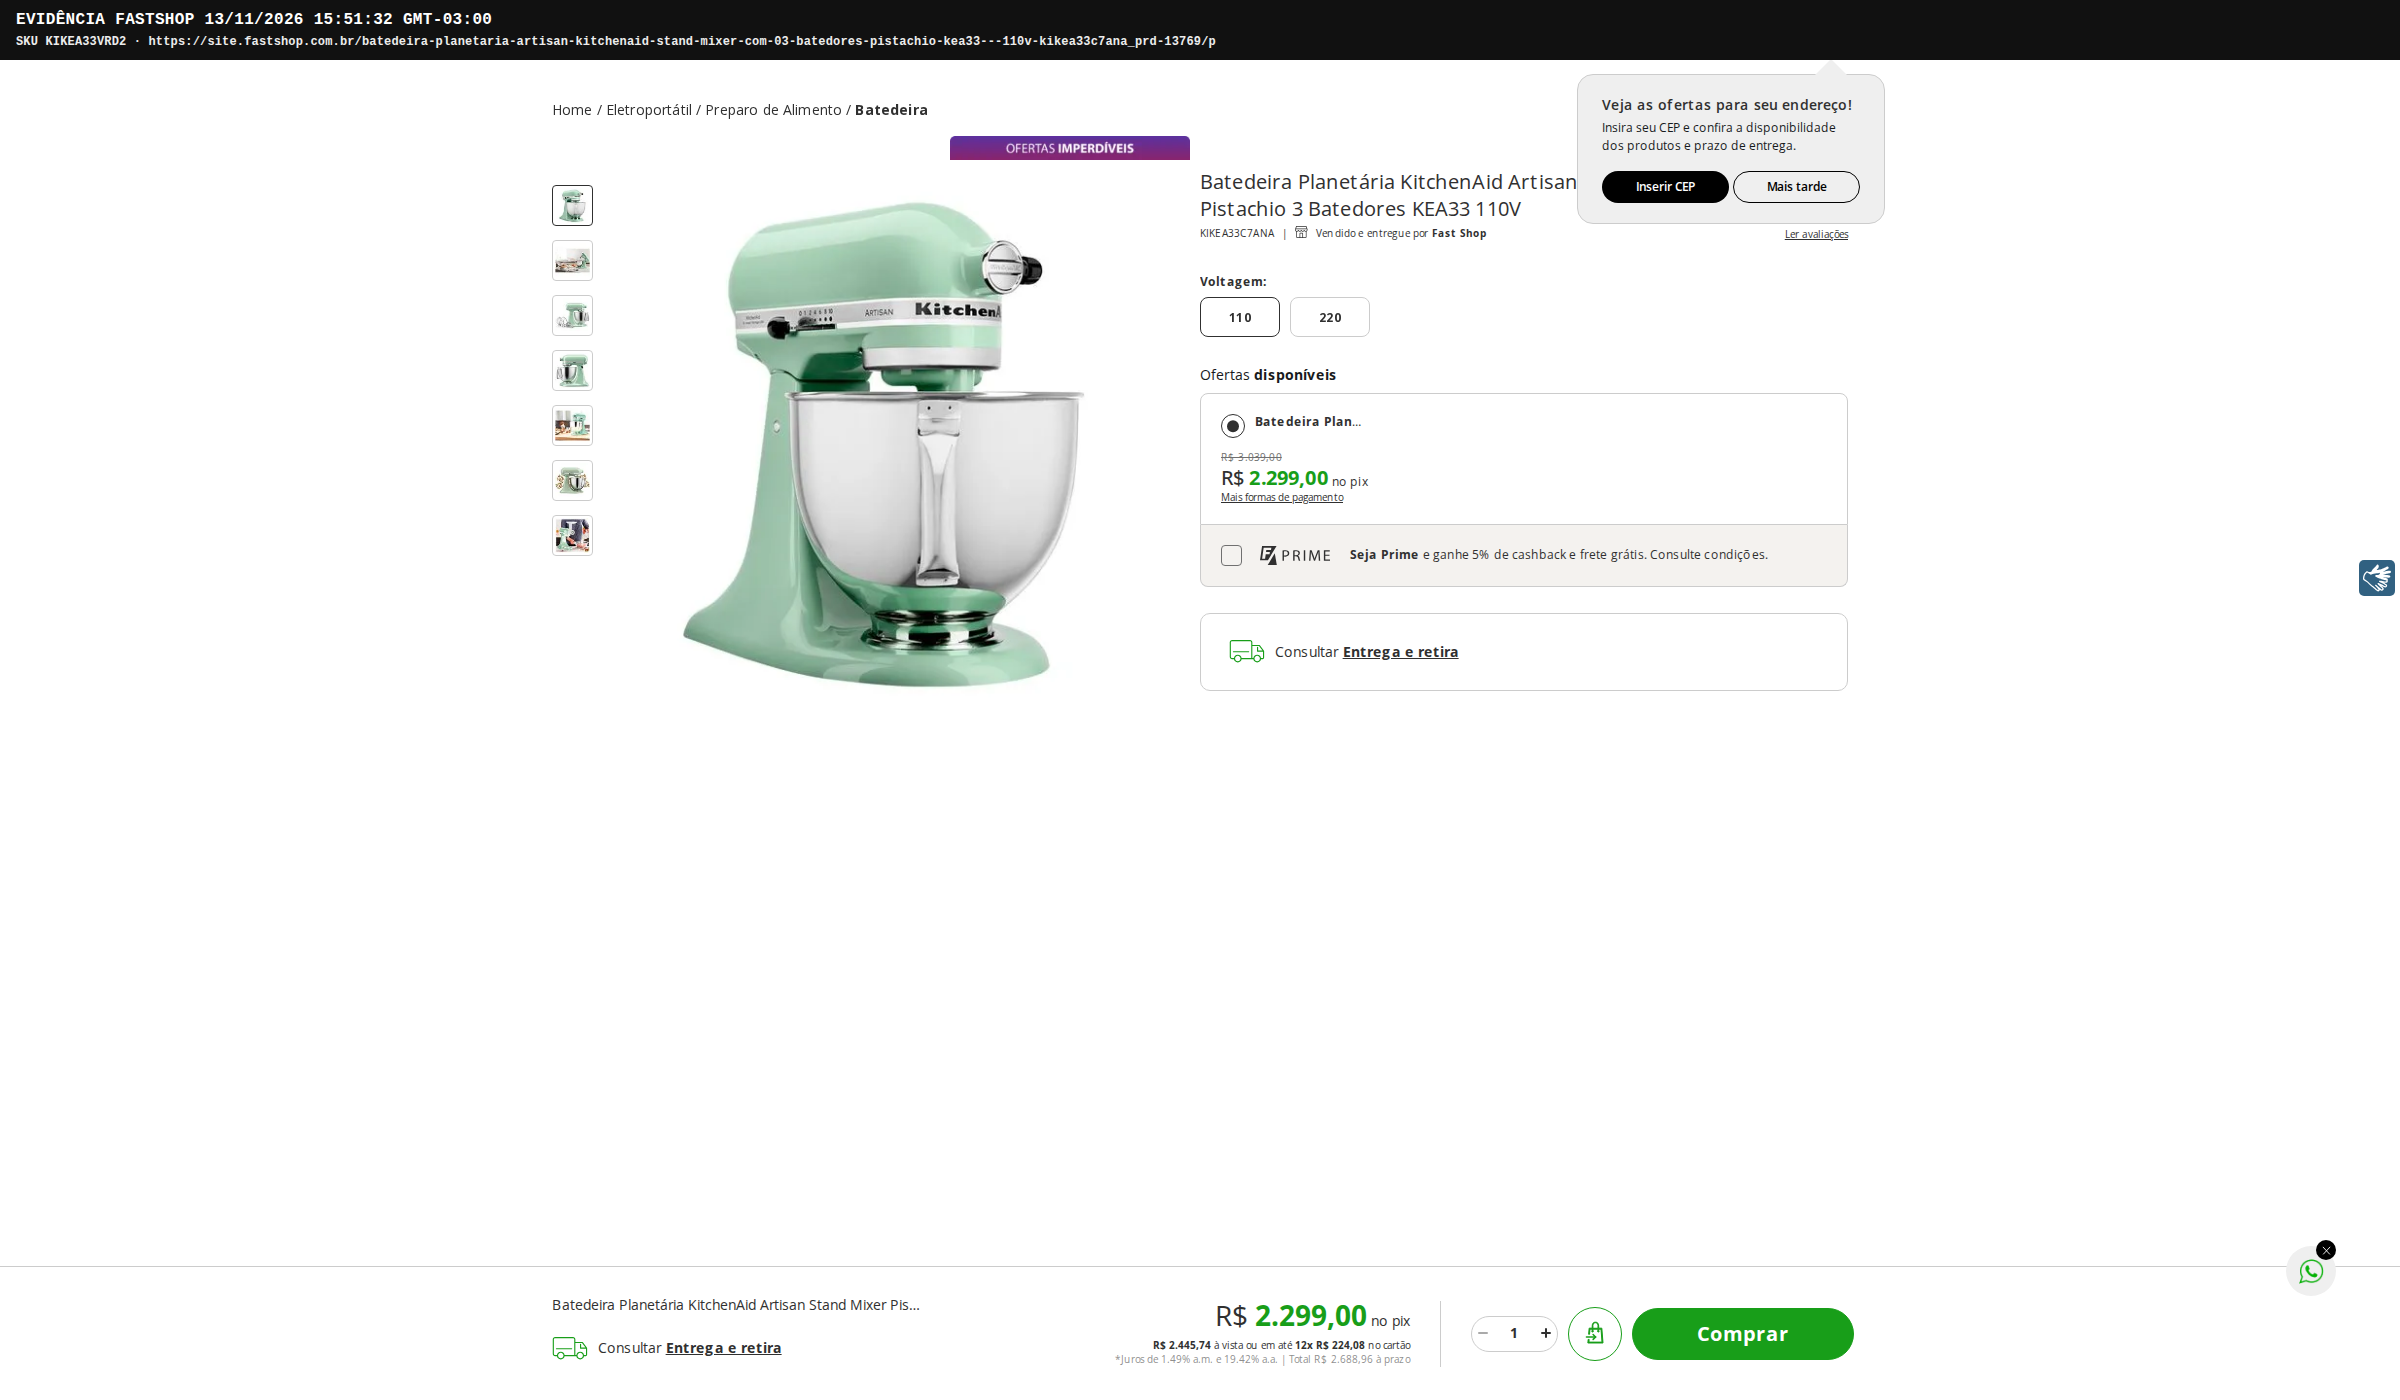 EVIDÊNCIA FASTSHOP 13/11/2026 15:51:32 GMT-03:00
SKU KIKEA33VRD2 · https://site.fastshop.com.br/batedeira-planetaria-artisan-kitchenaid-stand-mixer-com-03-batedores-pistachio-kea33---110v-kikea33c7ana_prd-13769/p
Veja as ofertas para seu endereço!
Insira seu CEP e confira a disponibilidade
dos produtos e prazo de entrega.
Inserir CEP Mais tarde
Home / Eletroportátil / Preparo de Alimento / Batedeira
OFERTAS IMPERDÍVEIS
Batedeira Planetária KitchenAid Artisan
Pistachio 3 Batedores KEA33 110V
KIKEA33C7ANA | Vendido e entregue por Fast Shop
Ler avaliações
ARTISAN
KitchenA
Voltagem:
110 220
Ofertas disponíveis
Batedeira Plan...
R$ 3.039,00
R$ 2.299,00 no pix
Mais formas de pagamento
PRIME Seja Prime e ganhe 5% de cashback e frete grátis. Consulte condições.
Consultar Entrega e retira
Batedeira Planetária KitchenAid Artisan Stand Mixer Pis...
Consultar Entrega e retira
R$ 2.299,00 no pix
R$ 2.445,74 à vista ou em até 12x R$ 224,08 no cartão
*Juros de 1.49% a.m. e 19.42% a.a. | Total R$ 2.688,96 à prazo
− 1 +
Comprar